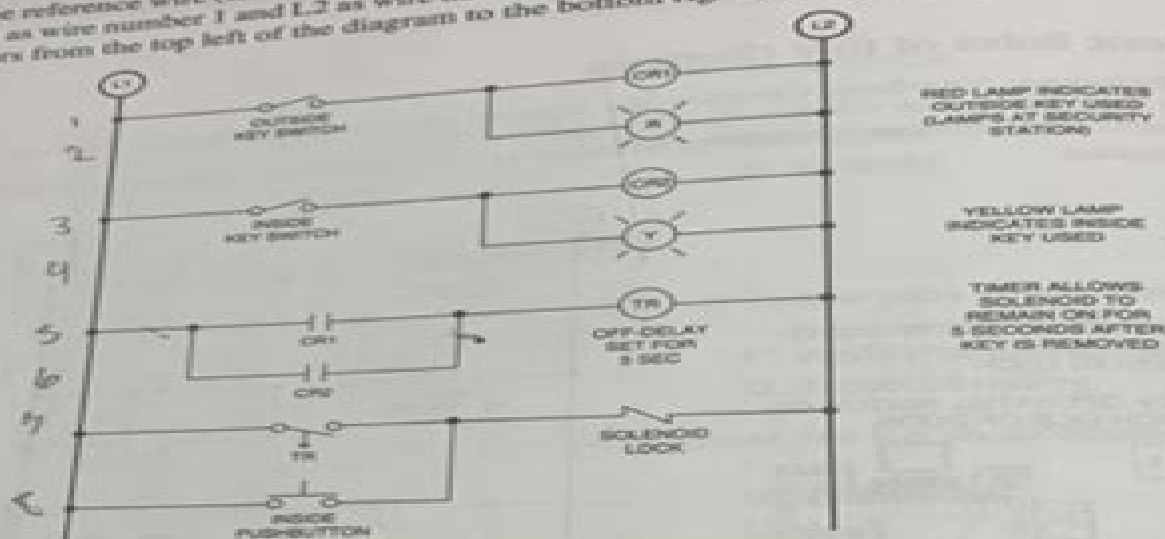 e reference wire
as wire number 1 and L2 as wire
rs from the top left of the diagram to the bottom
L1
L2
1
OUTSIDE
KEY SWITCH
CR1
RED LAMP INDICATES
OUTSIDE KEY USED
(LAMPS AT SECURITY
STATION)
2
R
3
INSIDE
KEY SWITCH
CR2
4
Y
YELLOW LAMP
INDICATES INSIDE
KEY USED
5
CR1
TR
OFF-DELAY
SET FOR
5 SEC
TIMER ALLOWS
SOLENOID TO
REMAIN ON FOR
5 SECONDS AFTER
KEY IS REMOVED
6
CR2
7
TR
SOLENOID
LOCK
INSIDE
PUSHBUTTON